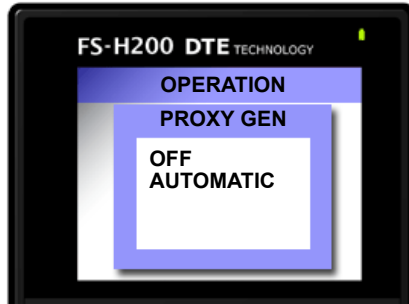 FS-H200 DTE TECHNOLOGY
OPERATION
PROXY GEN
OFF
AUTOMATIC